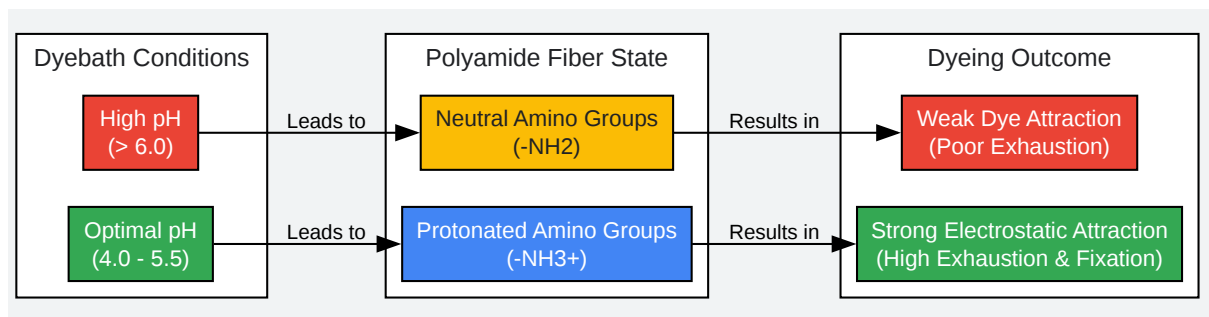 Dyebath Conditions
Polyamide Fiber State
Dyeing Outcome
High pH
(> 6.0)
Leads to
Neutral Amino Groups
(-NH2)
Results in
Weak Dye Attraction
(Poor Exhaustion)
Optimal pH
(4.0 - 5.5)
Leads to
Protonated Amino Groups
(-NH3+)
Results in
Strong Electrostatic Attraction
(High Exhaustion & Fixation)